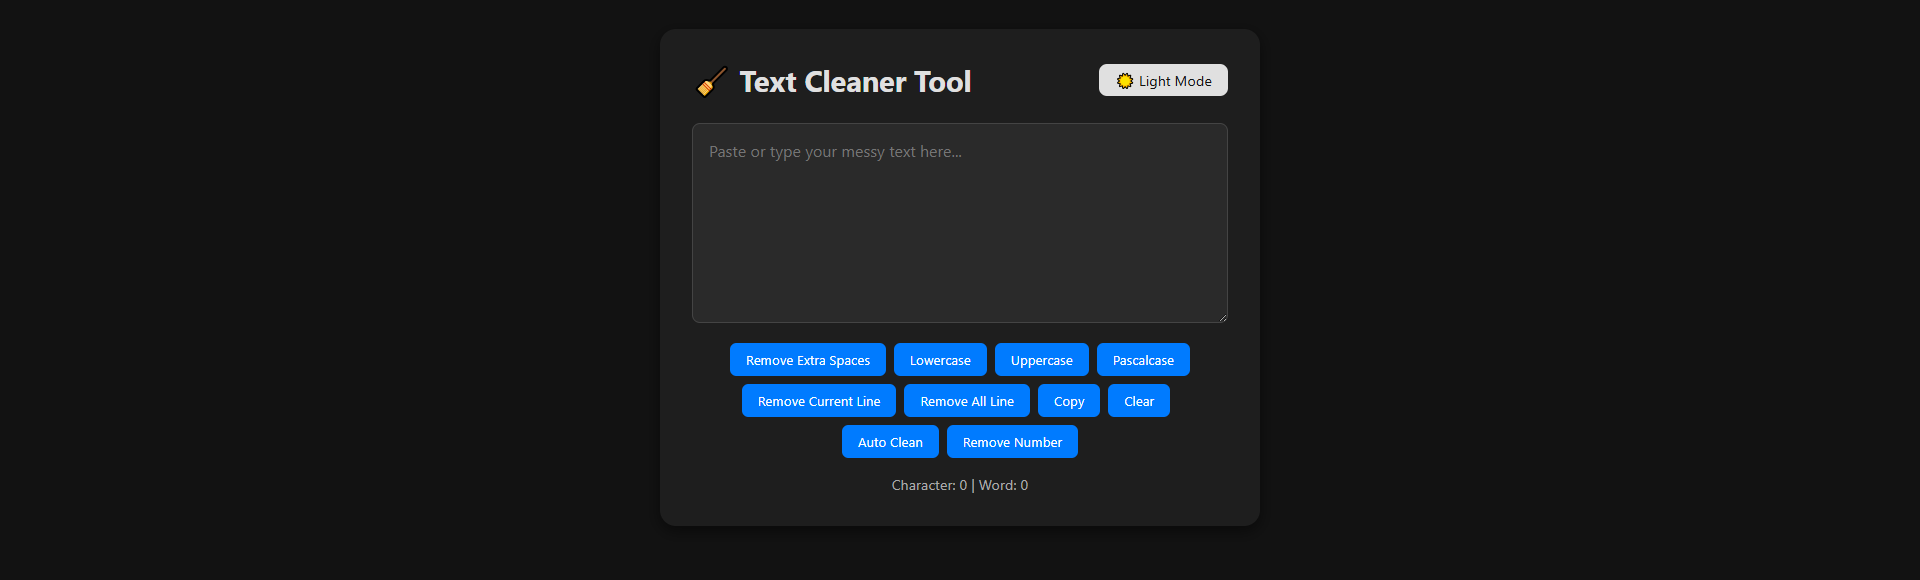 Text Cleaner Tool
Light Mode
Paste or type your messy text here...
Remove Extra Spaces Lowercase Uppercase Pascalcase
Remove Current Line Remove All Line Copy Clear
Auto Clean Remove Number
Character: 0 | Word: 0